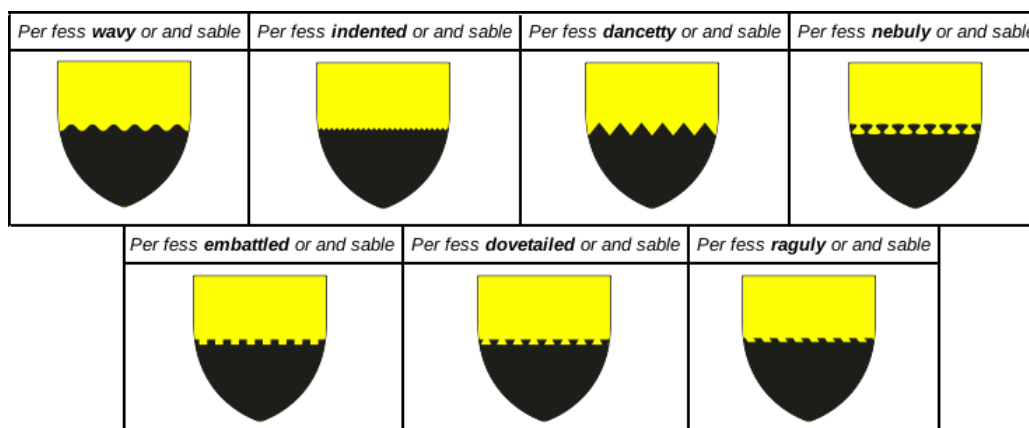 Per fess wavy or and sable
Per fess indented or and sable
Per fess dancetty or and sable
Per fess nebuly or and sable
Per fess embattled or and sable
Per fess dovetailed or and sable
Per fess raguly or and sable